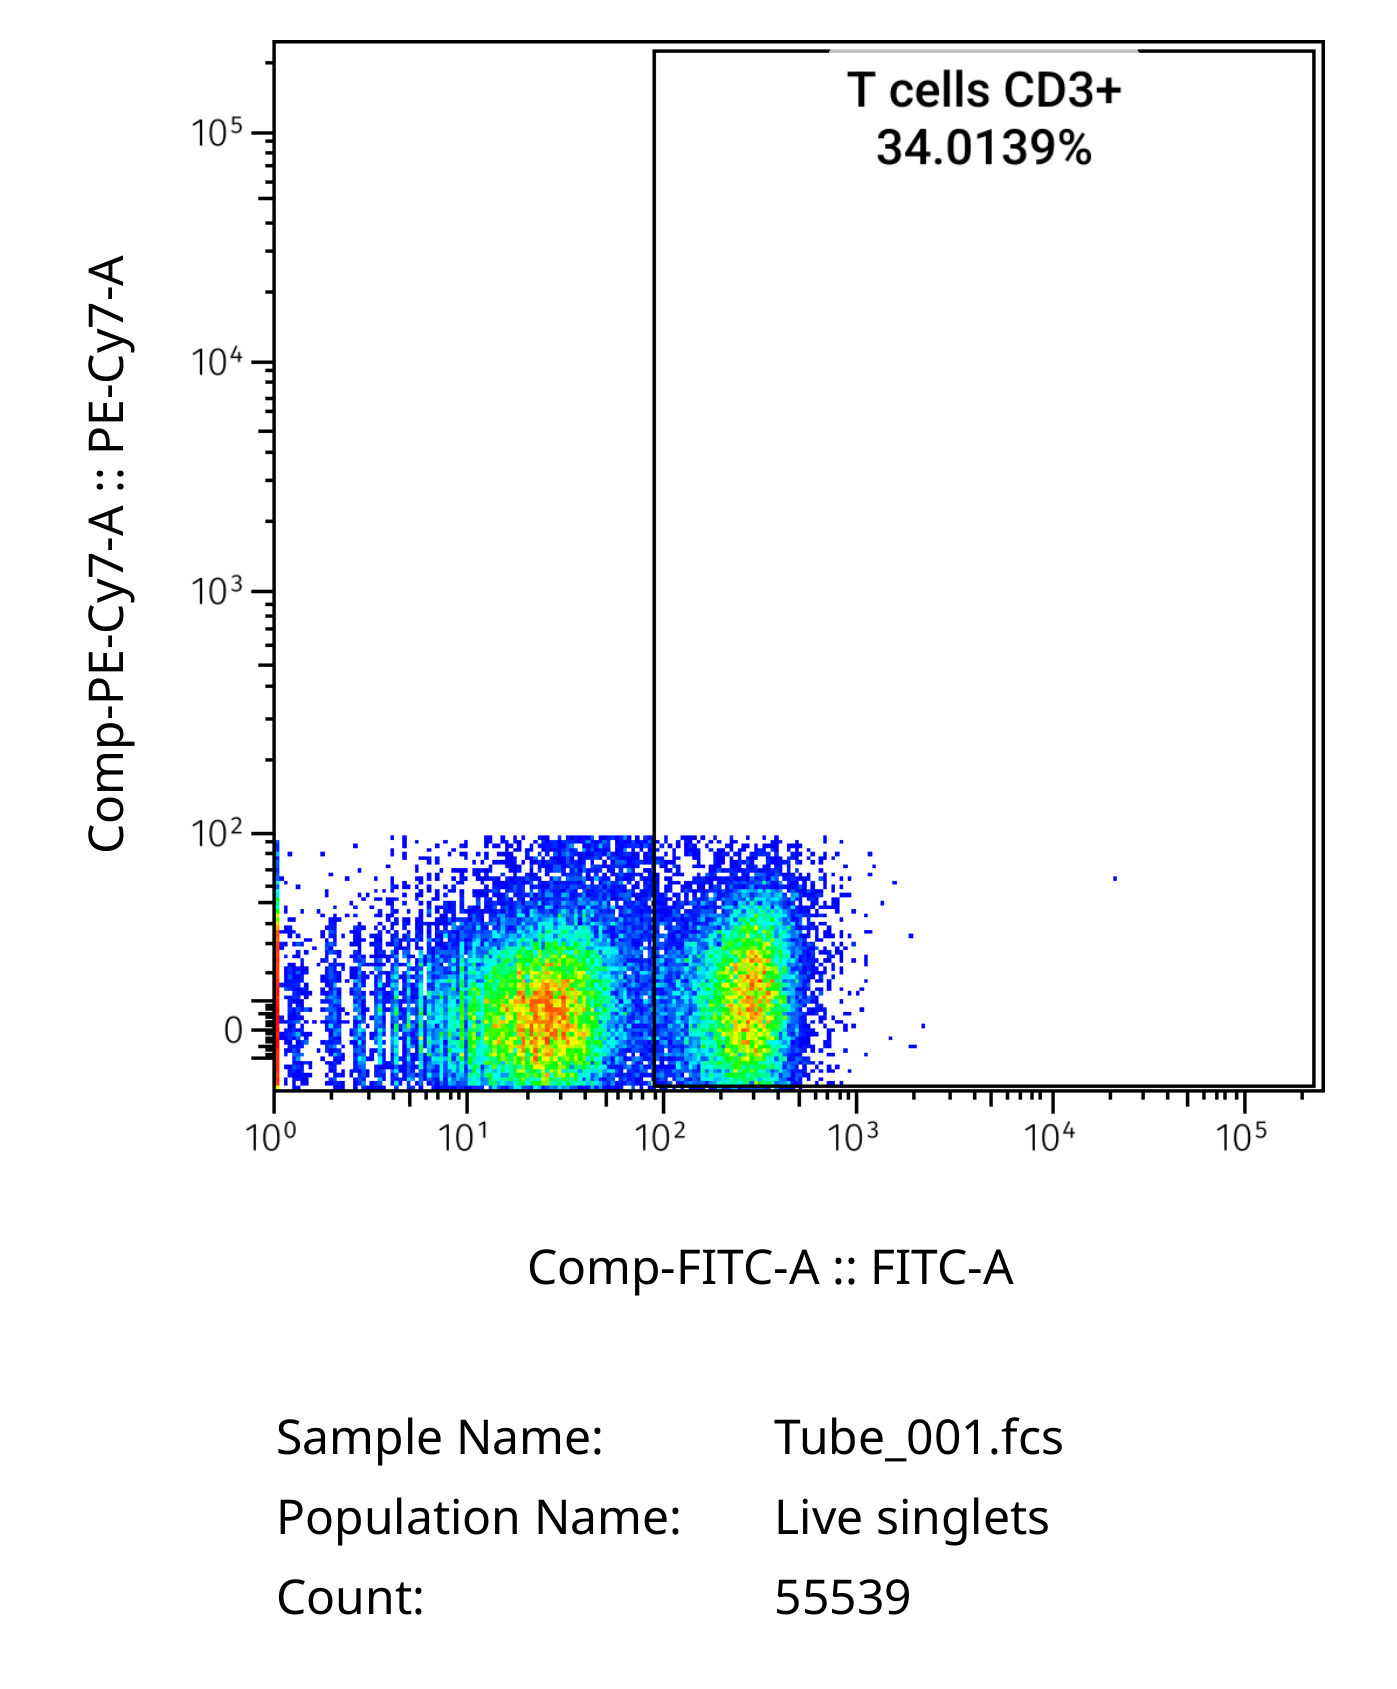 T cells CD3+
34.0139%
10⁵
10⁴
10³
10²
0
Comp-PE-Cy7-A :: PE-Cy7-A
10⁰ 10¹ 10² 10³ 10⁴ 10⁵
Comp-FITC-A :: FITC-A
Sample Name: Tube_001.fcs
Population Name: Live singlets
Count: 55539